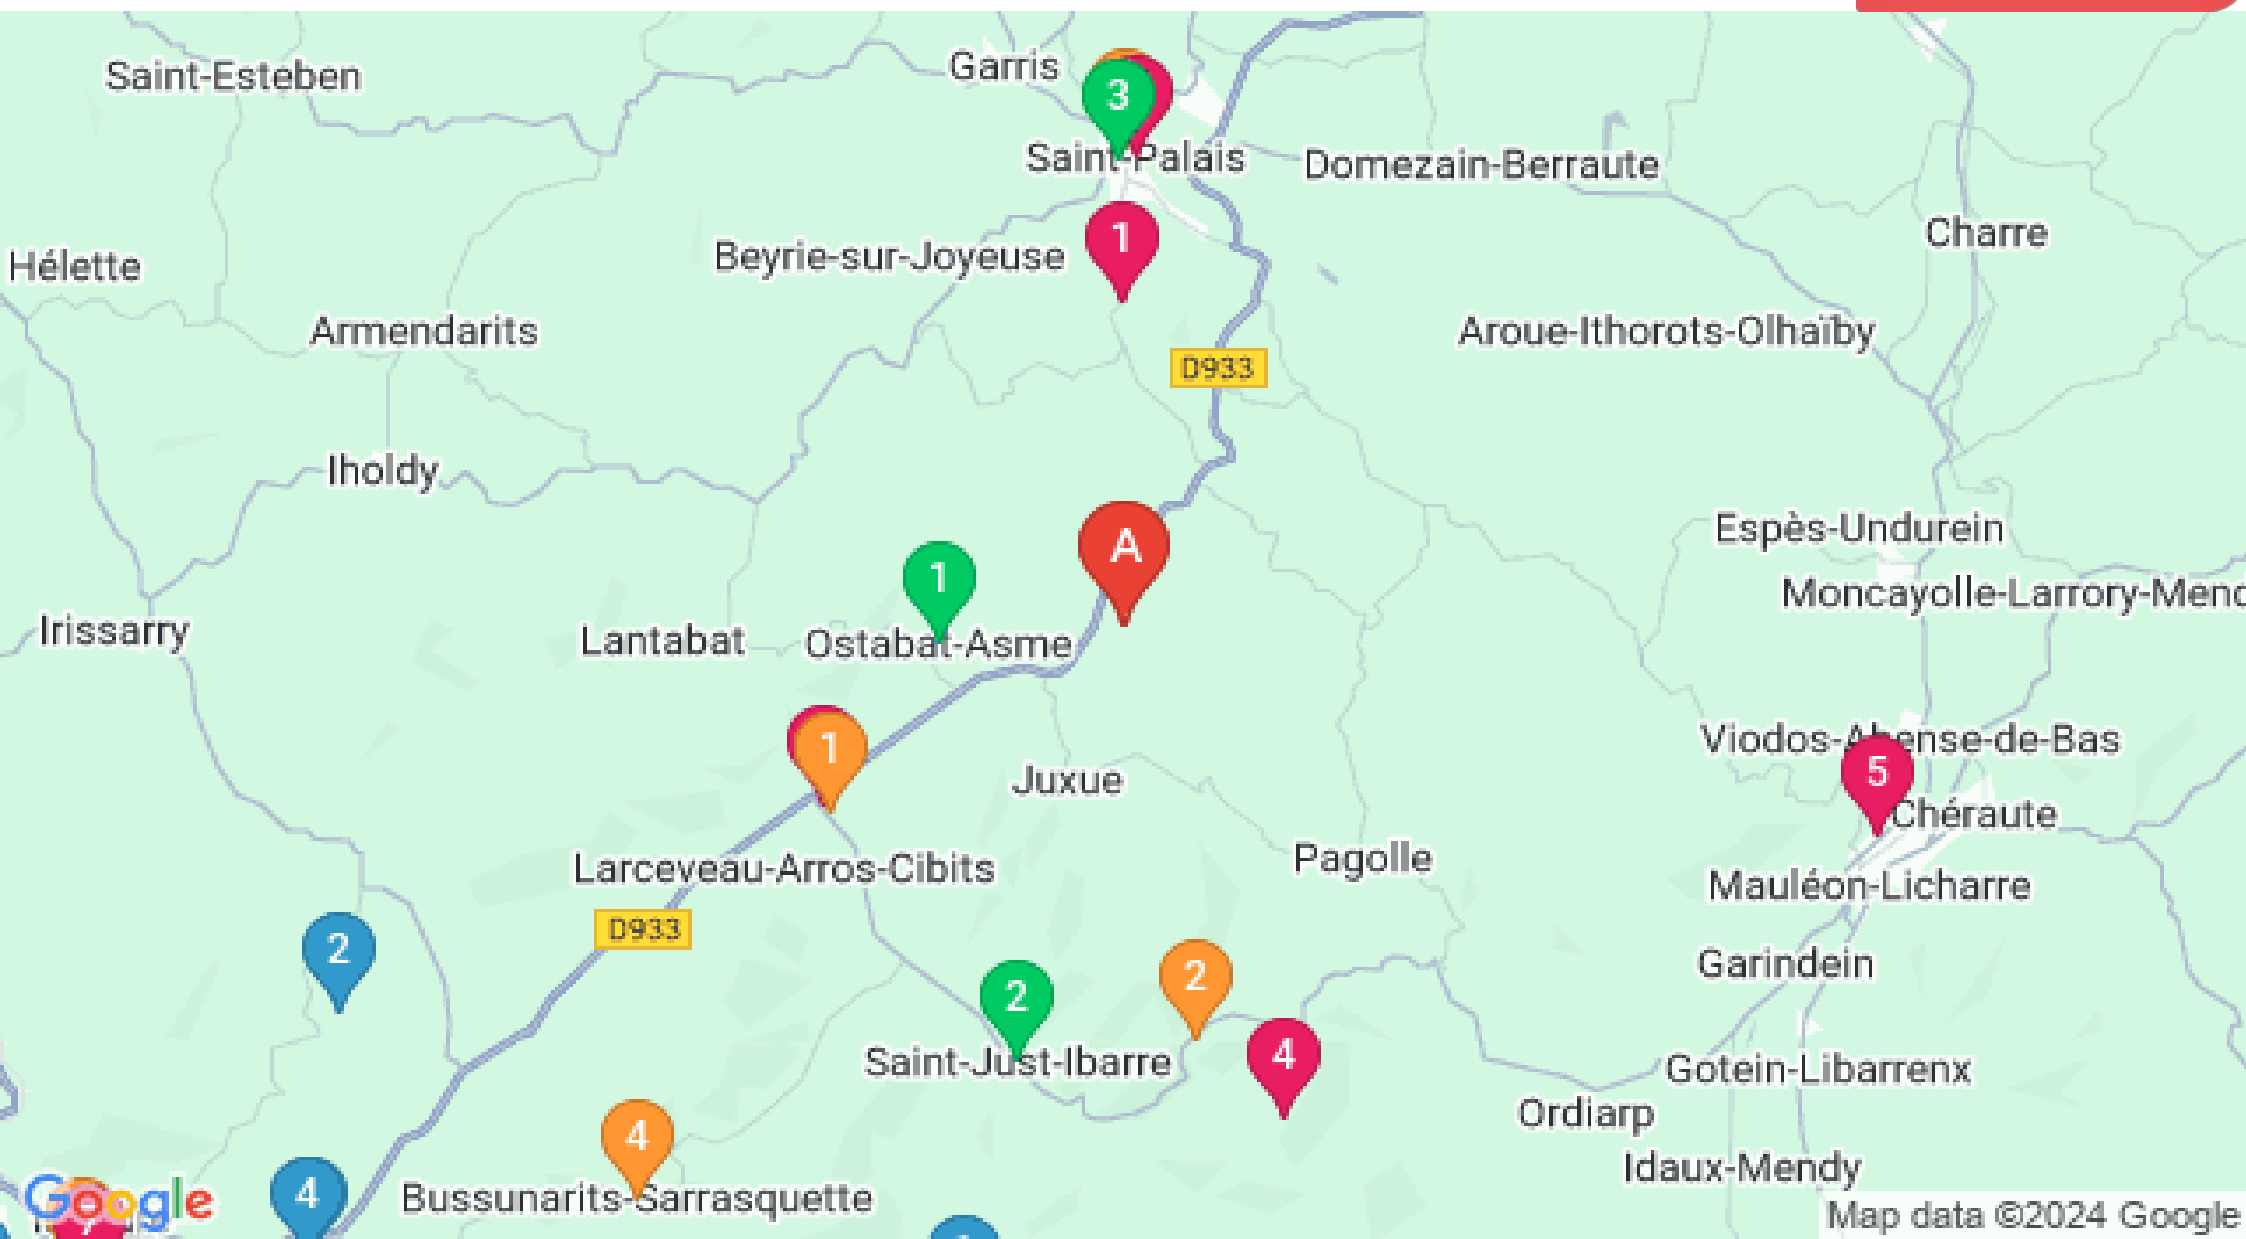 Garris
Saint-Esteben
3
Saint-Palais
Domezain-Berraute
1
Charre
Beyrie-sur-Joyeuse
Hélette
Armendarits
Aroue-Ithorots-Olhaïby
D933
Iholdy
Espès-Undurein
A
1
Moncayolle-Larrory-Mend
Irissarry
Lantabat
Ostabat-Asme
Viodos-Abense-de-Bas
1
5
Juxue
Chéraute
Pagolle
Larceveau-Arros-Cibits
Mauléon-Licharre
D933
2
Garindein
2
2
4
Saint-Just-Ibarre
Gotein-Libarrenx
Ordiarp
4
Idaux-Mendy
4
Bussunarits-Sarrasquette
Google
Map data ©2024 Google